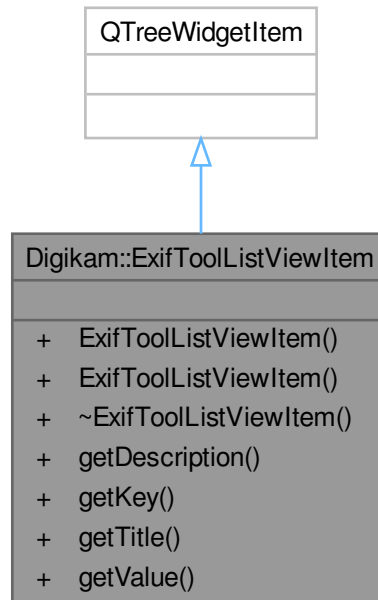 QTreeWidgetItem
Digikam::ExifToolListViewItem
+ ExifToolListViewItem()
+ ExifToolListViewItem()
+ ~ExifToolListViewItem()
+ getDescription()
+ getKey()
+ getTitle()
+ getValue()